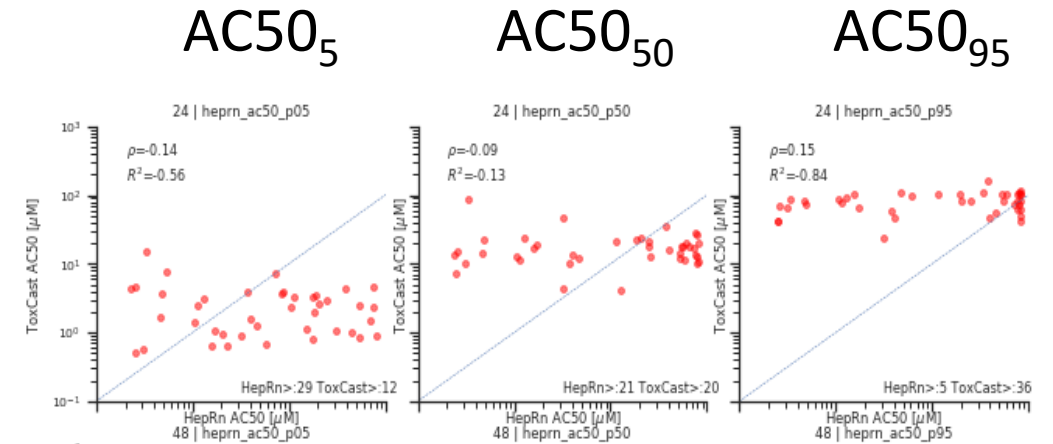 AC50₅ AC50₅₀ AC50₉₅
24 | heprn_ac50_p05 24 | heprn_ac50_p50 24 | heprn_ac50_p95
10³
ρ=-0.14 ρ=-0.09 ρ=0.15
R²=-0.56 R²=-0.13 R²=-0.84
10²
10¹
10⁰
10⁻¹
ToxCast AC50 [µM] ToxCast AC50 [µM] ToxCast AC50 [µM]
HepRn>:29 ToxCast>:12 HepRn>:21 ToxCast>:20 HepRn>:5 ToxCast>:36
HepRn AC50 [µM] HepRn AC50 [µM] HepRn AC50 [µM]
48 | heprn_ac50_p05 48 | heprn_ac50_p50 48 | heprn_ac50_p95